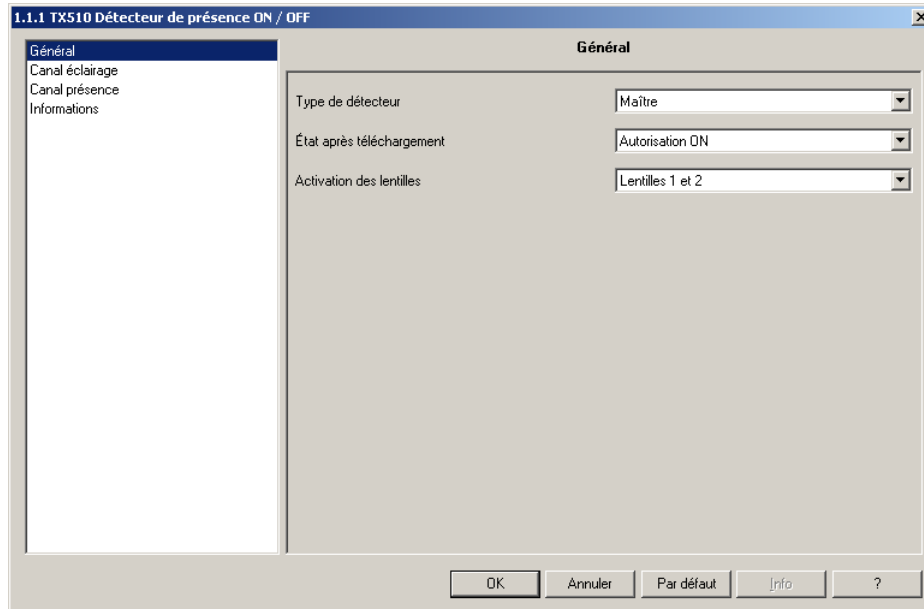 1.1.1 TX510 Détecteur de présence ON / OFF
Général
Canal éclairage
Canal présence
Informations
Général
Type de détecteur
Maître
État après téléchargement
Autorisation ON
Activation des lentilles
Lentilles 1 et 2
OK
Annuler
Par défaut
Info
?